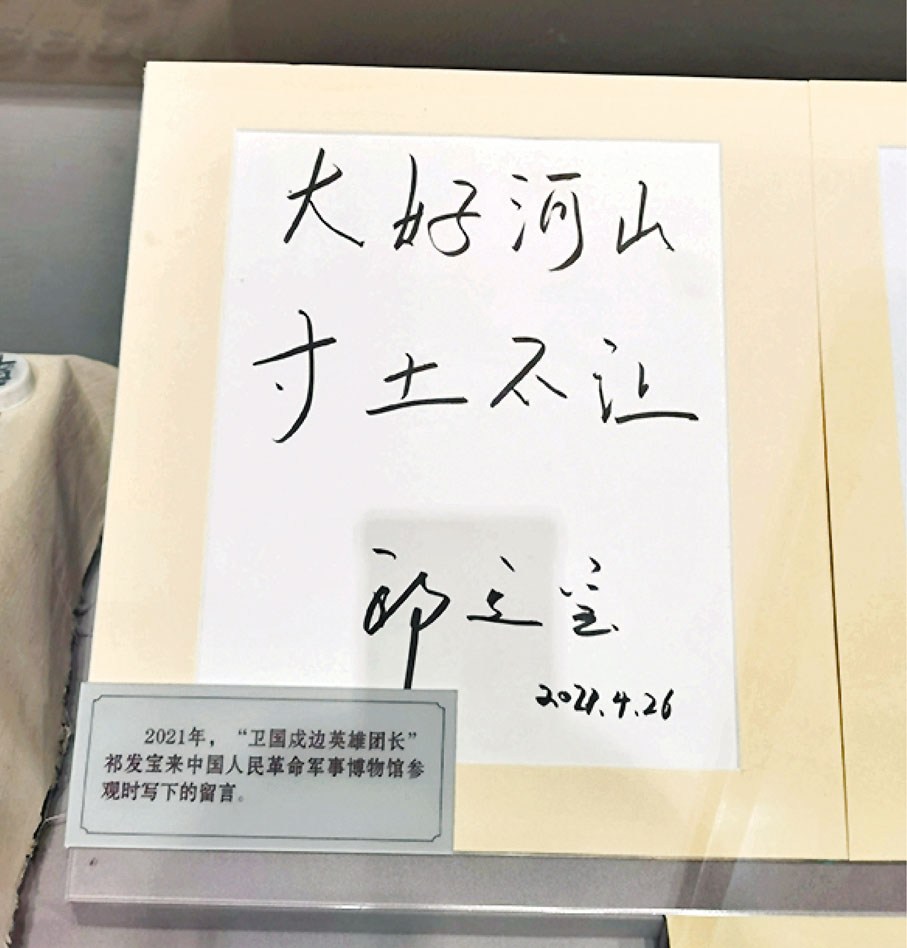 大好河山
寸土不让
祁发宝
2021.4.26
2021年，“卫国戍边英雄团长”
祁发宝来中国人民革命军事博物馆参
观时写下的留言。